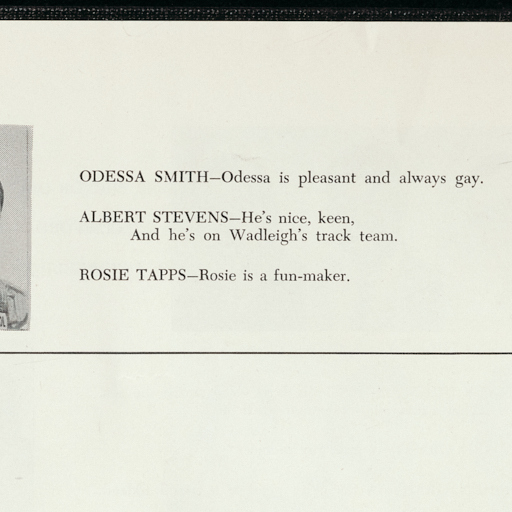 ODESSA SMITH—Odessa is pleasant and always gay.
ALBERT STEVENS—He's nice, keen,
And he's on Wadleigh's track team.
ROSIE TAPPS—Rosie is a fun-maker.